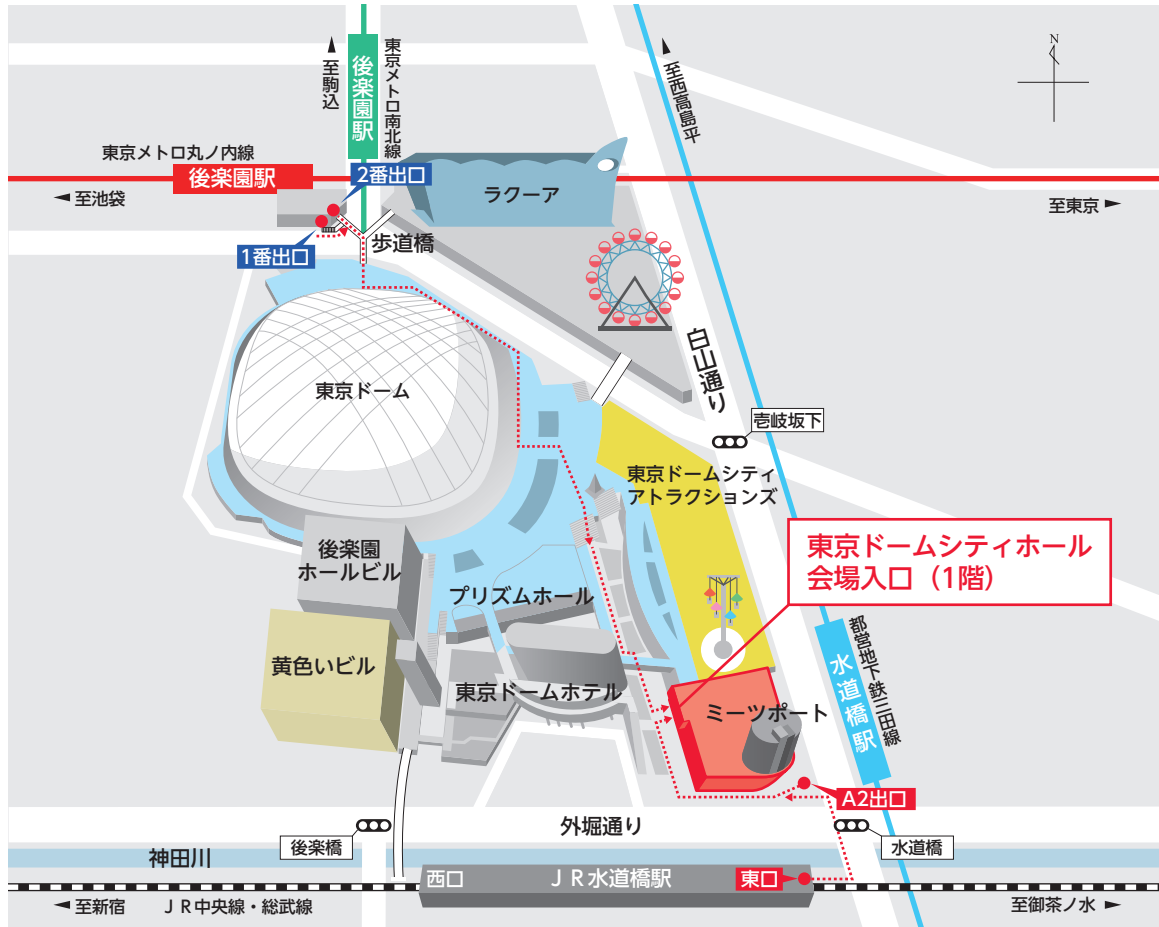 N
至駒込
後楽園駅
東京メトロ南北線
至西高島平
東京メトロ丸ノ内線
後楽園駅
2番出口
至池袋
ラクーア
至東京
歩道橋
1番出口
白山通り
東京ドーム
壱岐坂下
東京ドームシティ
アトラクションズ
東京ドームシティホール
会場入口（1階）
後楽園
ホールビル
プリズムホール
黄色いビル
東京ドームホテル
ミーツポート
水道橋駅
都営地下鉄三田線
A2出口
外堀通り
後楽橋
水道橋
神田川
西口
ＪＲ水道橋駅
東口
至新宿
ＪＲ中央線・総武線
至御茶ノ水